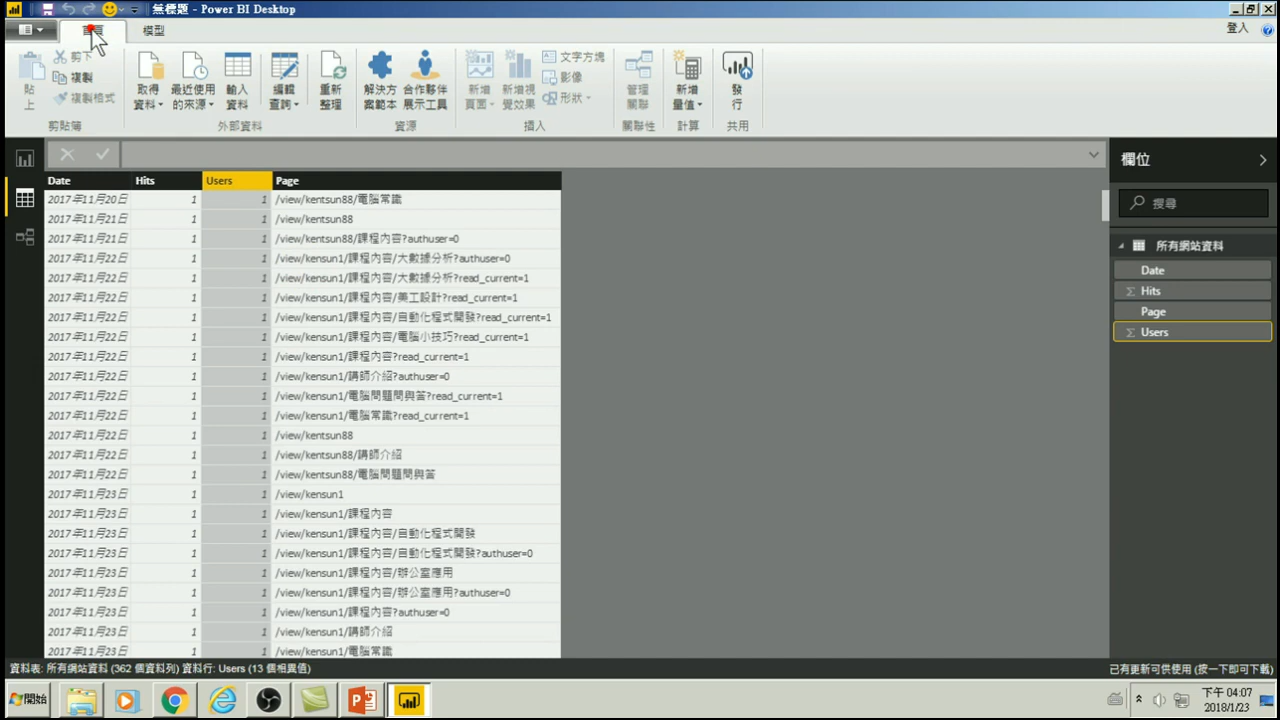 無標題 - Power BI Desktop
模型
登入
貼上
剪下
複製
複製格式
剪貼簿
取得資料
最近使用的來源
輸入資料
編輯查詢
重新整理
外部資料
解決方案範本
合作夥伴展示工具
資源
新增頁面
新增視覺效果
文字方塊
影像
形狀
插入
管理關聯
關聯性
新增量值
計算
發行
共用
欄位
搜尋
所有網站資料
Date
Σ Hits
Page
Σ Users
Date Hits Users Page
2017年11月20日 1 1 /view/kentsun88/電腦常識
2017年11月21日 1 1 /view/kentsun88
2017年11月21日 1 1 /view/kentsun88/課程內容?authuser=0
2017年11月22日 1 1 /view/kensun1/課程內容/大數據分析?authuser=0
2017年11月22日 1 1 /view/kensun1/課程內容/大數據分析?read_current=1
2017年11月22日 1 1 /view/kensun1/課程內容/美工設計?read_current=1
2017年11月22日 1 1 /view/kensun1/課程內容/自動化程式開發?read_current=1
2017年11月22日 1 1 /view/kensun1/課程內容/電腦小技巧?read_current=1
2017年11月22日 1 1 /view/kensun1/課程內容?read_current=1
2017年11月22日 1 1 /view/kensun1/講師介紹?authuser=0
2017年11月22日 1 1 /view/kensun1/電腦問題問與答?read_current=1
2017年11月22日 1 1 /view/kensun1/電腦常識?read_current=1
2017年11月22日 1 1 /view/kentsun88
2017年11月22日 1 1 /view/kentsun88/講師介紹
2017年11月22日 1 1 /view/kentsun88/電腦問題問與答
2017年11月23日 1 1 /view/kensun1
2017年11月23日 1 1 /view/kensun1/課程內容
2017年11月23日 1 1 /view/kensun1/課程內容/自動化程式開發
2017年11月23日 1 1 /view/kensun1/課程內容/自動化程式開發?authuser=0
2017年11月23日 1 1 /view/kensun1/課程內容/辦公室應用
2017年11月23日 1 1 /view/kensun1/課程內容/辦公室應用?authuser=0
2017年11月23日 1 1 /view/kensun1/課程內容?authuser=0
2017年11月23日 1 1 /view/kensun1/講師介紹
2017年11月23日 1 1 /view/kensun1/電腦常識
資料表: 所有網站資料 (362 個資料列) 資料行: Users (13 個相異值)
已有更新可供使用 (按一下即可下載)
開始
下午 04:07
2018/1/23